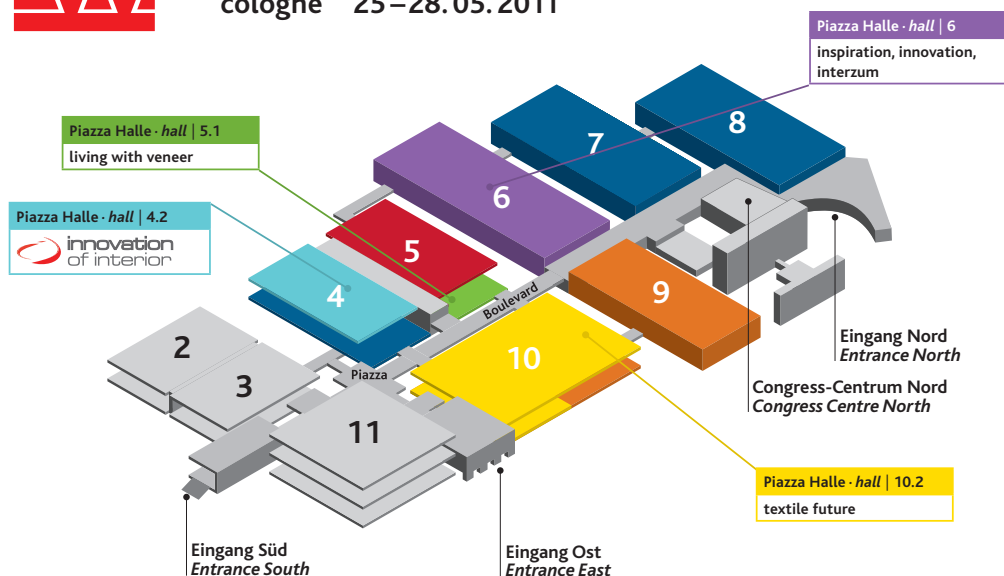 cologne 25–28.05.2011
Piazza Halle · hall | 6
inspiration, innovation,
interzum
8
7
Piazza Halle · hall | 5.1
living with veneer
6
Piazza Halle · hall | 4.2
innovation
of interior
5
4
9
Boulevard
2
3
10
Piazza
11
Eingang Nord
Entrance North
Congress-Centrum Nord
Congress Centre North
Piazza Halle · hall | 10.2
textile future
Eingang Süd
Entrance South
Eingang Ost
Entrance East